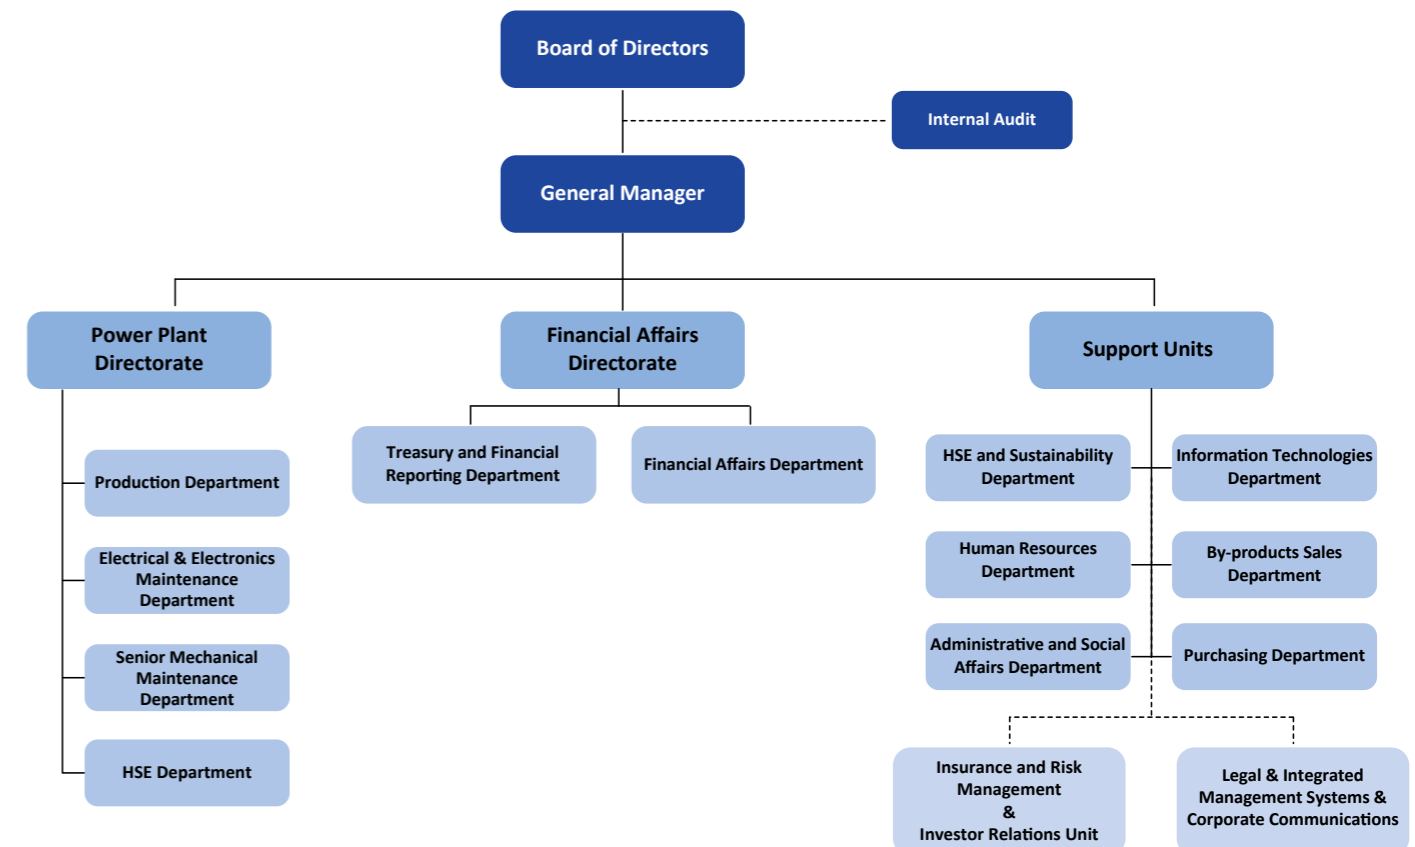 Board of Directors
Internal Audit
General Manager
Power Plant
Directorate
Financial Affairs
Directorate
Support Units
Production Department
Electrical & Electronics
Maintenance
Department
Senior Mechanical
Maintenance
Department
HSE Department
Treasury and Financial
Reporting Department
Financial Affairs Department
HSE and Sustainability
Department
Information Technologies
Department
Human Resources
Department
By-products Sales
Department
Administrative and Social
Affairs Department
Purchasing Department
Insurance and Risk
Management
&
Investor Relations Unit
Legal & Integrated
Management Systems &
Corporate Communications